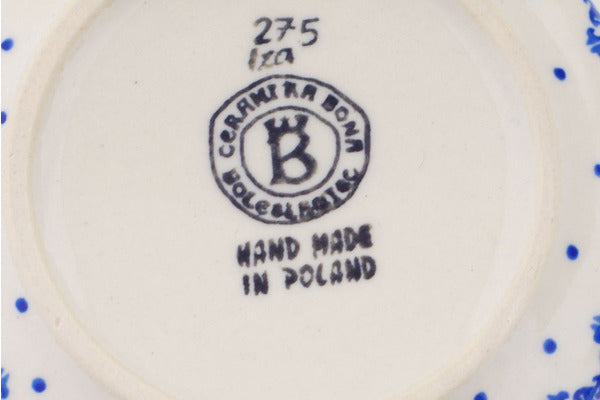 275
Iza
CERAMIKA BONA
B
BOLESŁAWIEC
HAND MADE
IN POLAND